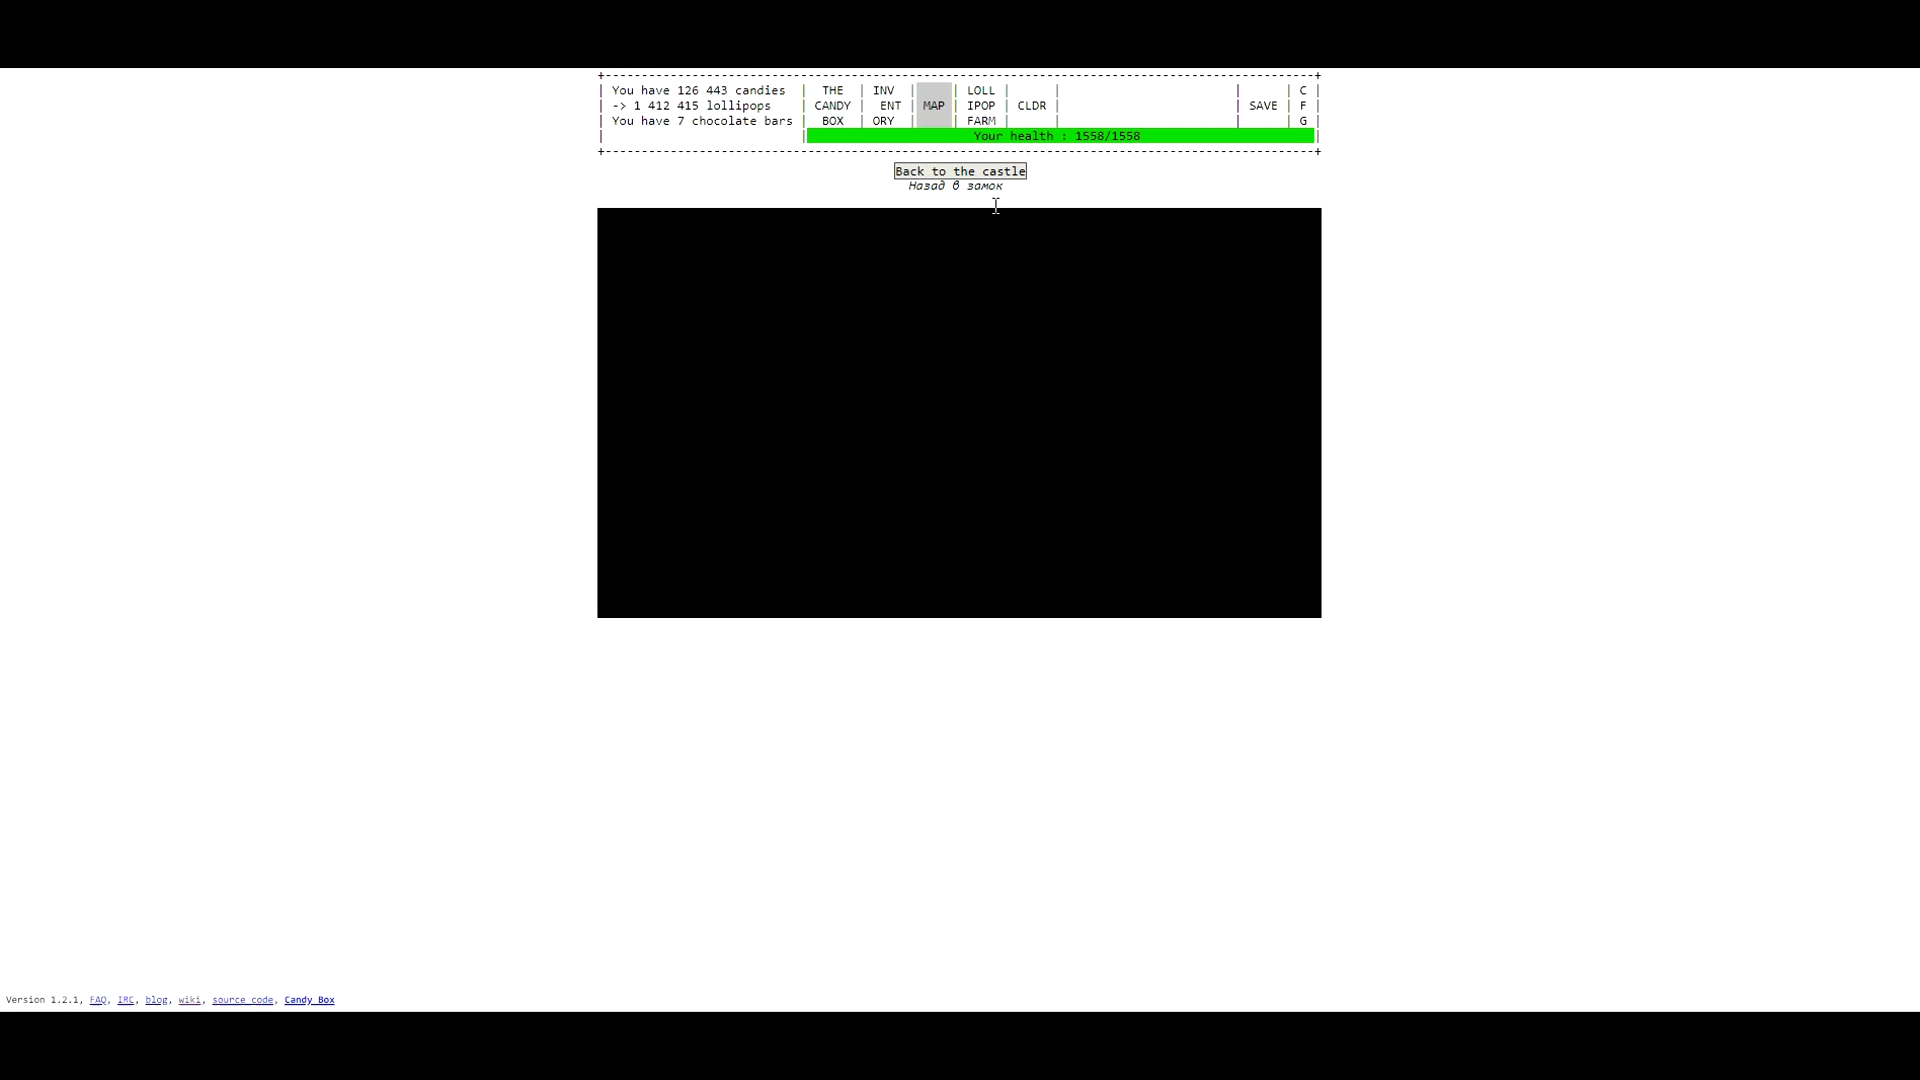 You have 126 443 candies
-> 1 412 415 lollipops
You have 7 chocolate bars
THE CANDY BOX
INV ENT ORY
MAP
LOLL IPOP FARM
CLDR
SAVE
C F G
Your health : 1558/1558
Back to the castle
Назад в замок
Version 1.2.1, FAQ, IRC, blog, wiki, source code, Candy Box